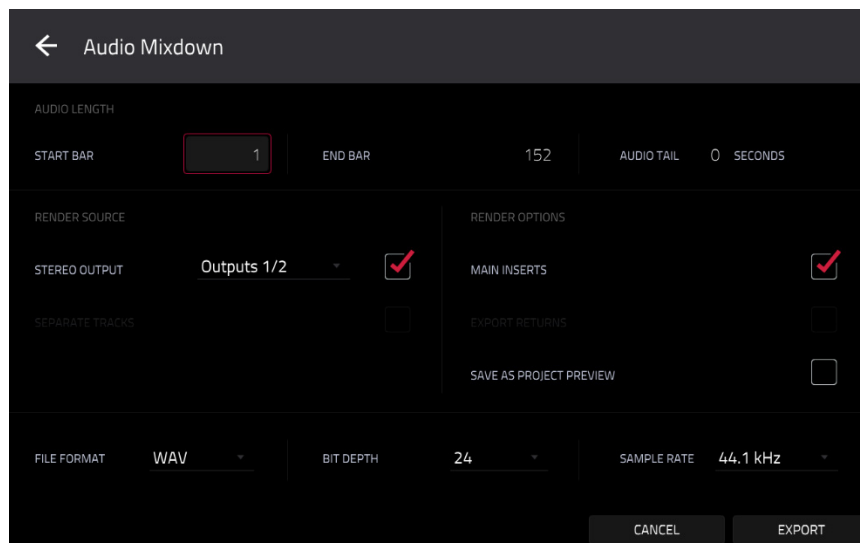 Audio Mixdown
AUDIO LENGTH
START BAR 1 END BAR 152 AUDIO TAIL 0 SECONDS
RENDER SOURCE RENDER OPTIONS
STEREO OUTPUT Outputs 1/2 MAIN INSERTS
SEPARATE TRACKS EXPORT RETURNS
SAVE AS PROJECT PREVIEW
FILE FORMAT WAV BIT DEPTH 24 SAMPLE RATE 44.1 kHz
CANCEL EXPORT